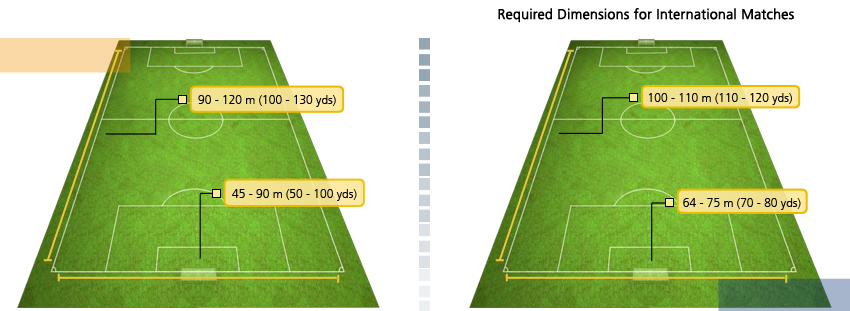 Required Dimensions for International Matches
90 - 120 m (100 - 130 yds)
100 - 110 m (110 - 120 yds)
45 - 90 m (50 - 100 yds)
64 - 75 m (70 - 80 yds)